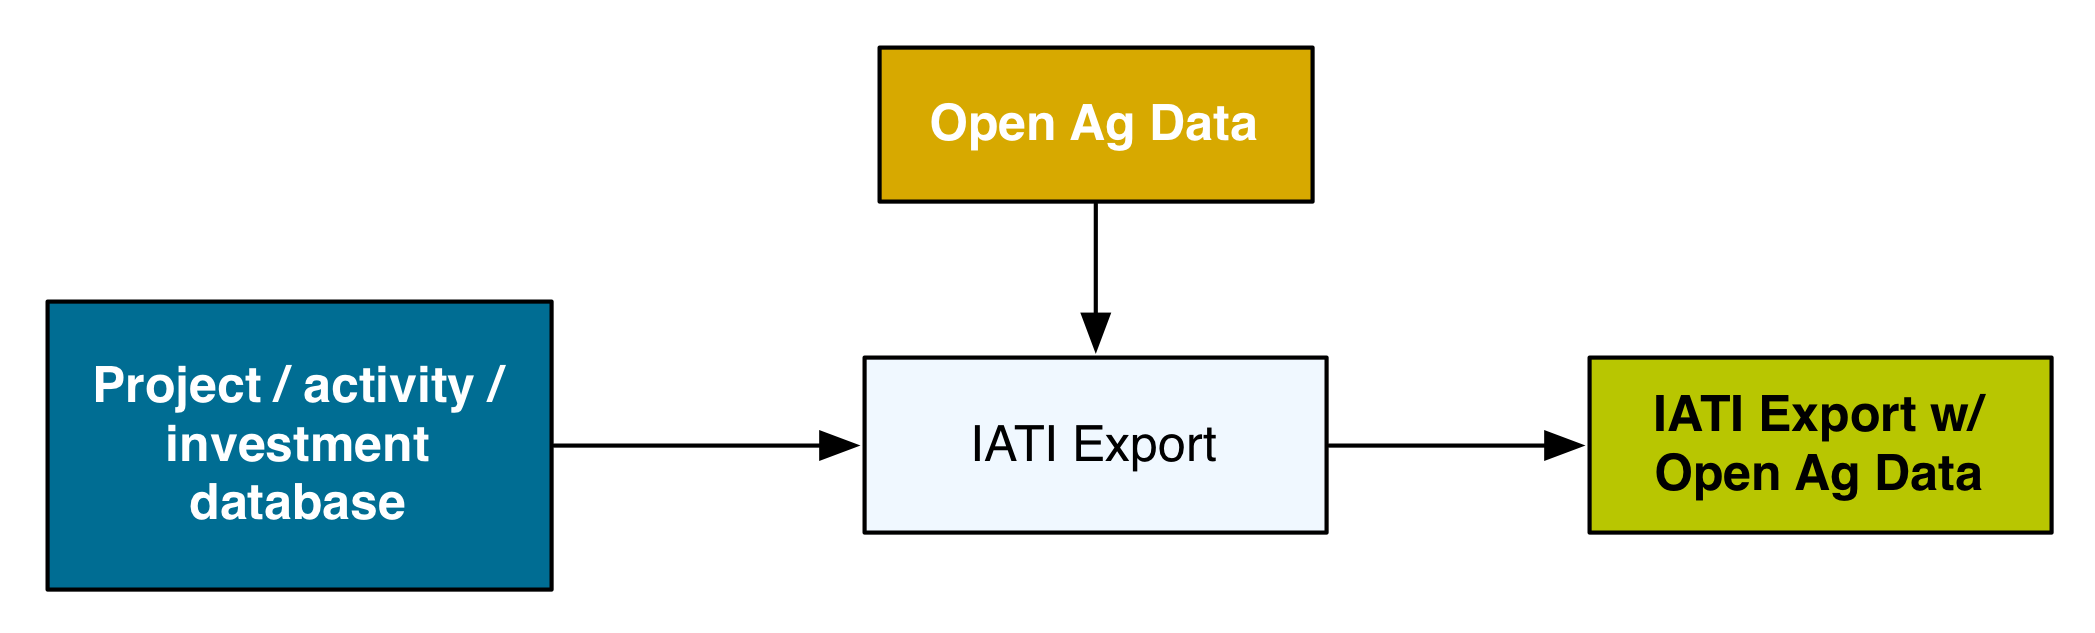 Open Ag Data
Project / activity /
investment
database
IATI Export
IATI Export w/
Open Ag Data